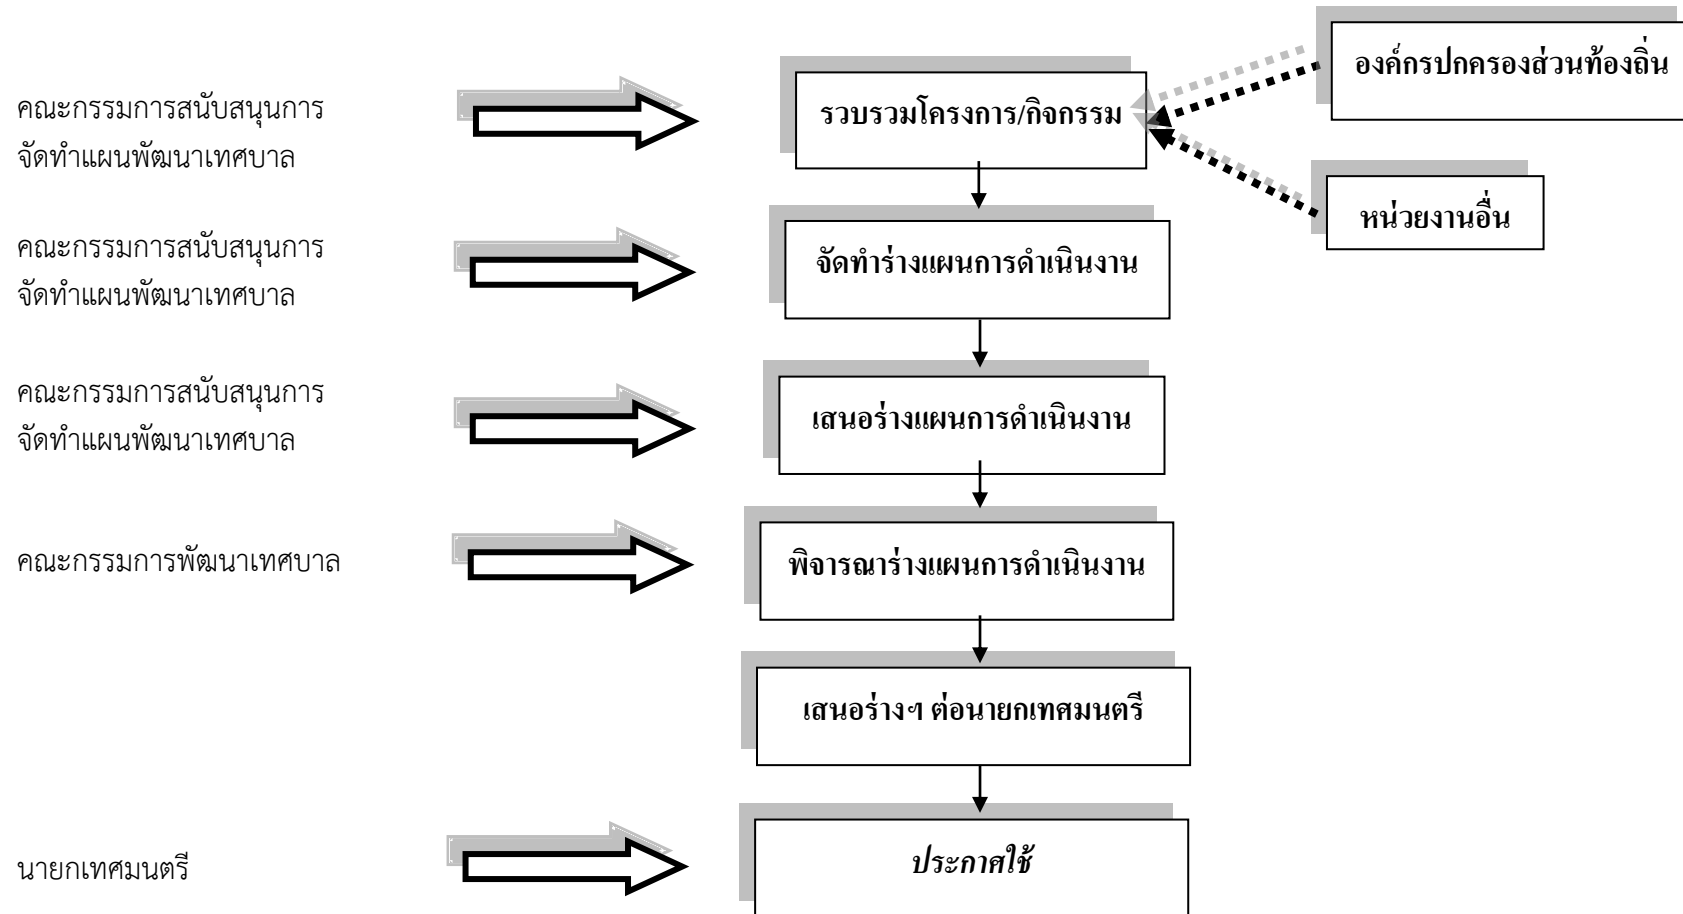 องค์กรปกครองส่วนท้องถิ่น
คณะกรรมการสนับสนุนการ
จัดทำแผนพัฒนาเทศบาล
รวบรวมโครงการ/กิจกรรม
หน่วยงานอื่น
คณะกรรมการสนับสนุนการ
จัดทำแผนพัฒนาเทศบาล
จัดทำร่างแผนการดำเนินงาน
คณะกรรมการสนับสนุนการ
จัดทำแผนพัฒนาเทศบาล
เสนอร่างแผนการดำเนินงาน
คณะกรรมการพัฒนาเทศบาล
พิจารณาร่างแผนการดำเนินงาน
เสนอร่างฯ ต่อนายกเทศมนตรี
นายกเทศมนตรี
ประกาศใช้